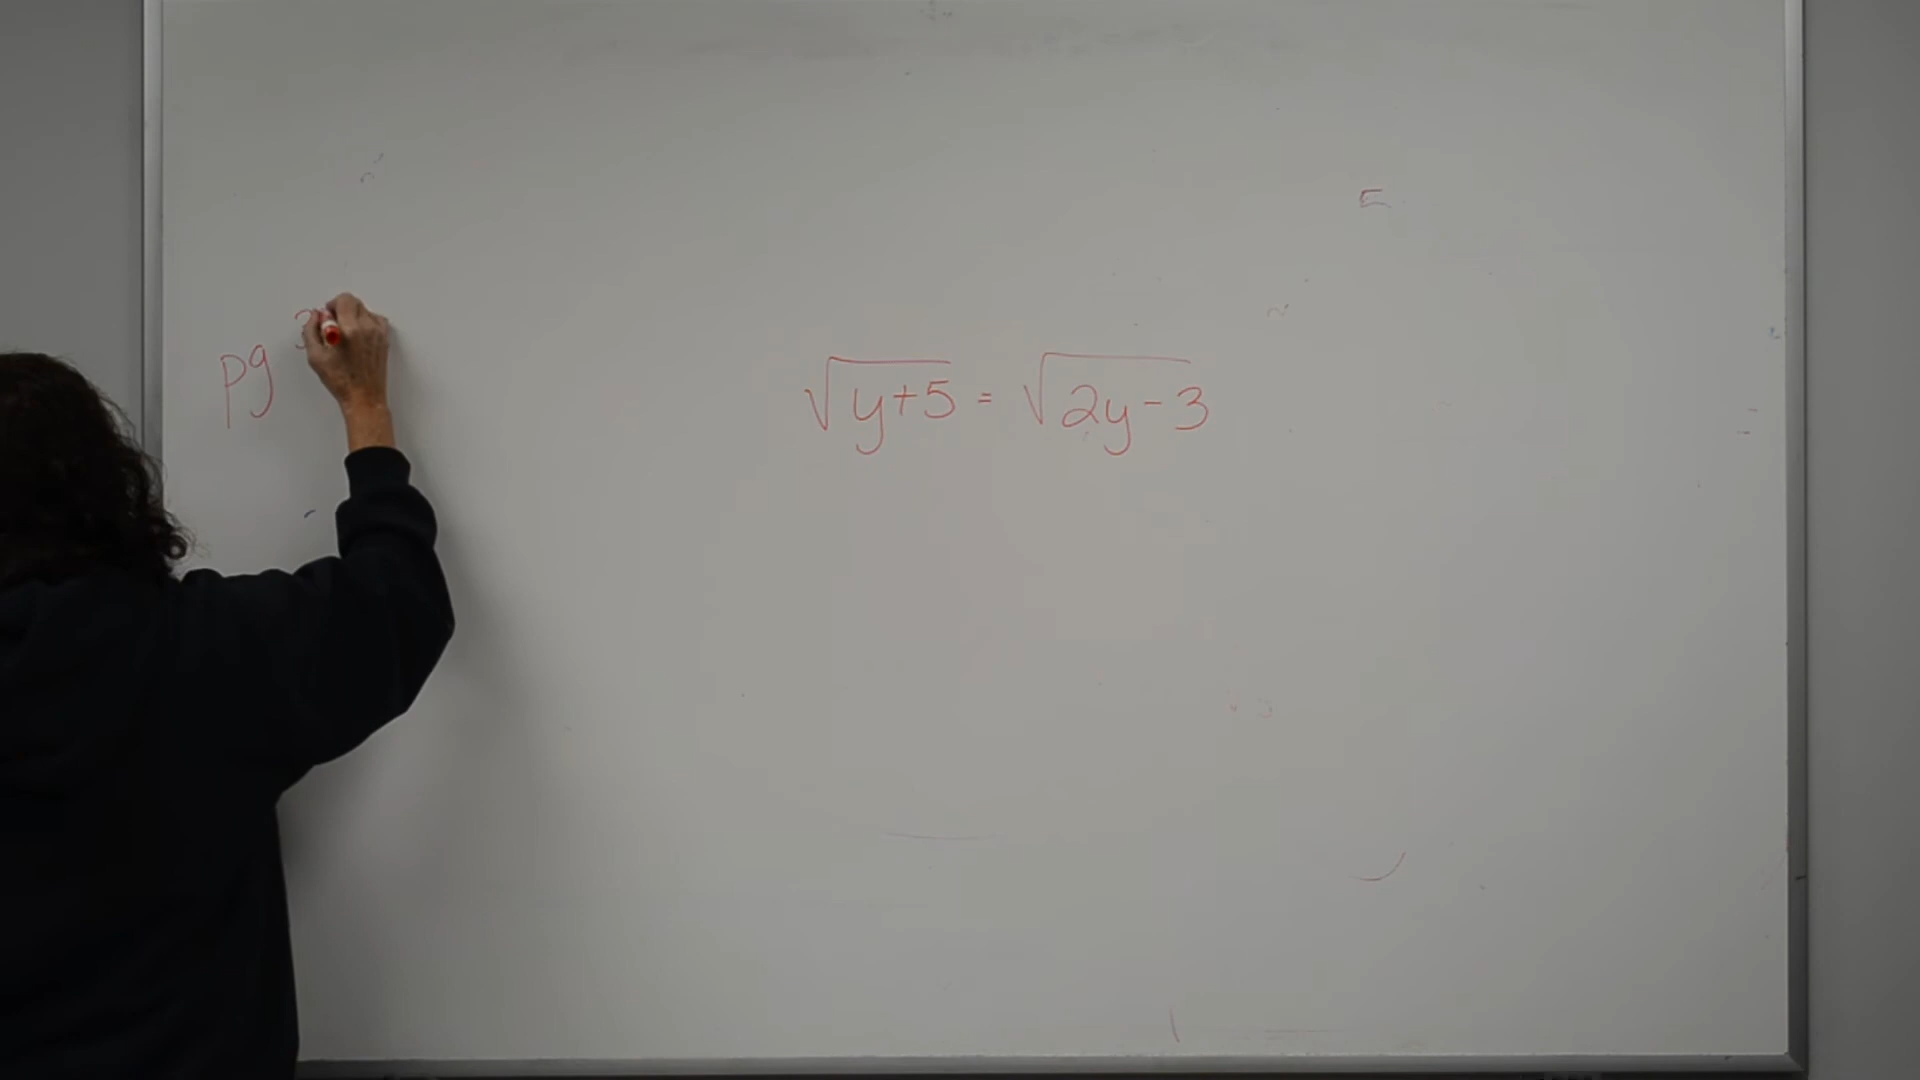 pg
√y+5 = √2y-3